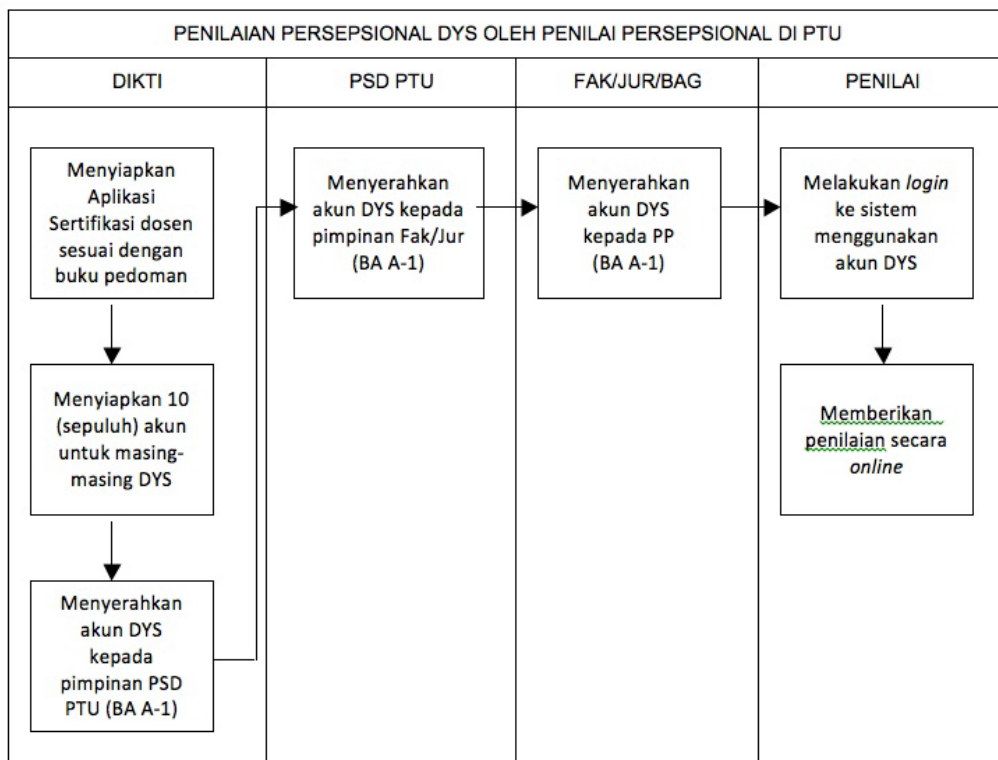 PENILAIAN PERSEPSIONAL DYS OLEH PENILAI PERSEPSIONAL DI PTU
DIKTI
PSD PTU
FAK/JUR/BAG
PENILAI
Menyiapkan
Aplikasi
Sertifikasi dosen
sesuai dengan
buku pedoman
Menyiapkan 10
(sepuluh) akun
untuk masing-
masing DYS
Menyerahkan
akun DYS
kepada
pimpinan PSD
PTU (BA A-1)
Menyerahkan
akun DYS kepada
pimpinan Fak/Jur
(BA A-1)
Menyerahkan
akun DYS
kepada PP
(BA A-1)
Melakukan login
ke sistem
menggunakan
akun DYS
Memberikan
penilaian secara
online